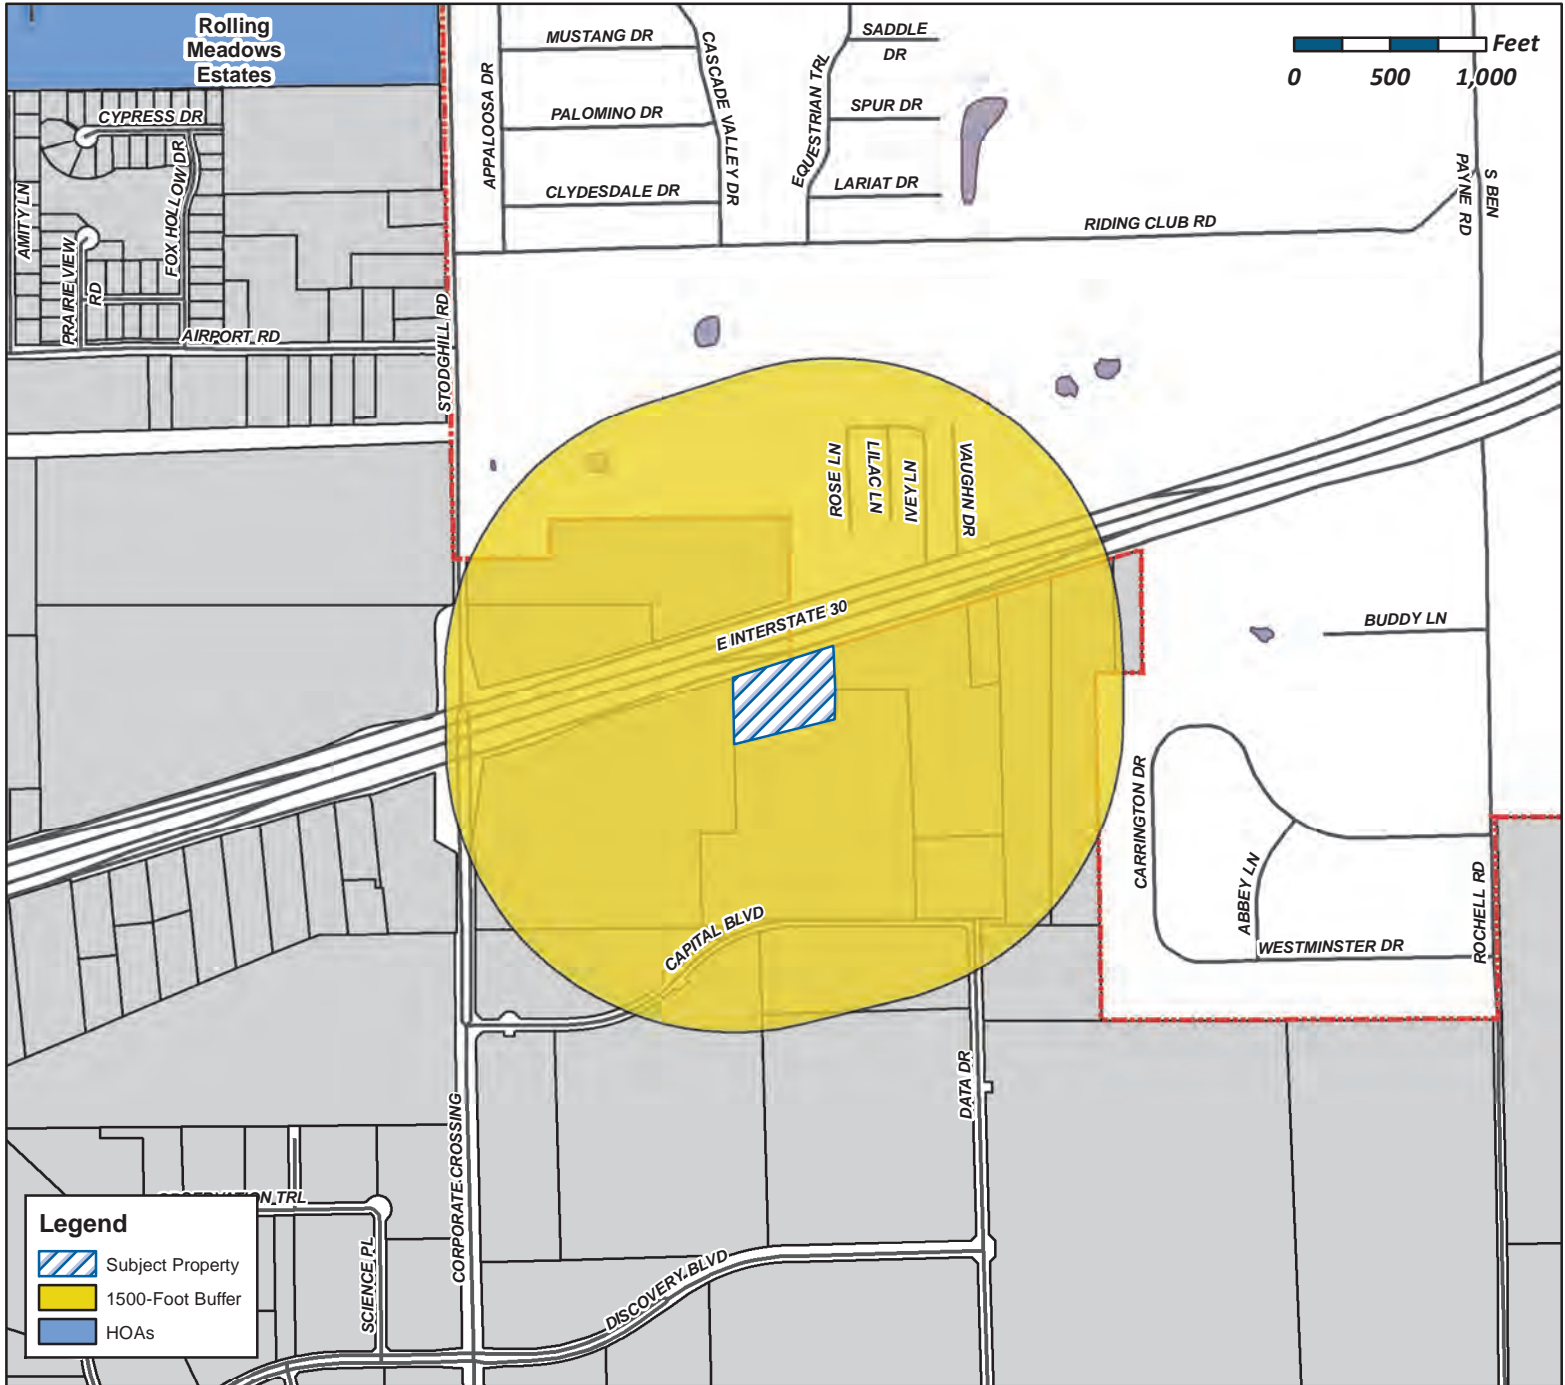 Rolling
Meadows
Estates
MUSTANG DR
SADDLE
DR
Feet
0 500 1,000
CASCADE VALLEY DR
EQUESTRIAN TRL
APPALOOSA DR
CYPRESS DR
PALOMINO DR
SPUR DR
FOX HOLLOW DR
AMITY LN
CLYDESDALE DR
LARIAT DR
S BEN
PAYNE RD
RIDING CLUB RD
PRAIRIE VIEW
RD
AIRPORT RD
STODGHILL RD
ROSE LN
LILAC LN
IVEY LN
VAUGHN DR
E INTERSTATE 30
BUDDY LN
CARRINGTON DR
ABBEY LN
ROCHELL RD
CAPITAL BLVD
WESTMINSTER DR
DATA DR
CORPORATE CROSSING
OBSERVATION TRL
SCIENCE PL
DISCOVERY BLVD
Legend
Subject Property
1500-Foot Buffer
HOAs